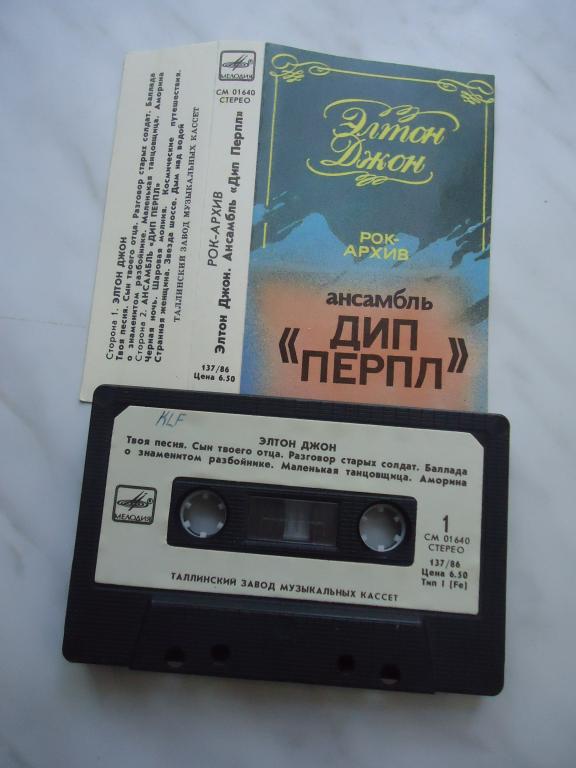 Сторона 1. ЭЛТОН ДЖОН
Твоя песня. Сын твоего отца. Разговор старых солдат. Баллада
о знаменитом разбойнике. Маленькая танцовщица. Аморина
Сторона 2. АНСАМБЛЬ «ДИП ПЕРПЛ»
Черная ночь. Шаровая молния. Космические путешествия.
Странная женщина. Звезда шоссе. Дым над водой
ТАЛЛИНСКИЙ ЗАВОД МУЗЫКАЛЬНЫХ КАССЕТ
МЕЛОДИЯ
СМ 01640
СТЕРЕО
РОК-АРХИВ
Элтон Джон. Ансамбль «Дип Перпл»
137/86
Цена 6.50
Элтон
Джон
РОК-
АРХИВ
ансамбль
«ДИП
ПЕРПЛ»
KLF
ЭЛТОН ДЖОН
Твоя песня. Сын твоего отца. Разговор старых солдат. Баллада
о знаменитом разбойнике. Маленькая танцовщица. Аморина
МЕЛОДИЯ
1
СМ 01640
СТЕРЕО
137/86
Цена 6.50
Тип I (Fe)
ТАЛЛИНСКИЙ ЗАВОД МУЗЫКАЛЬНЫХ КАССЕТ